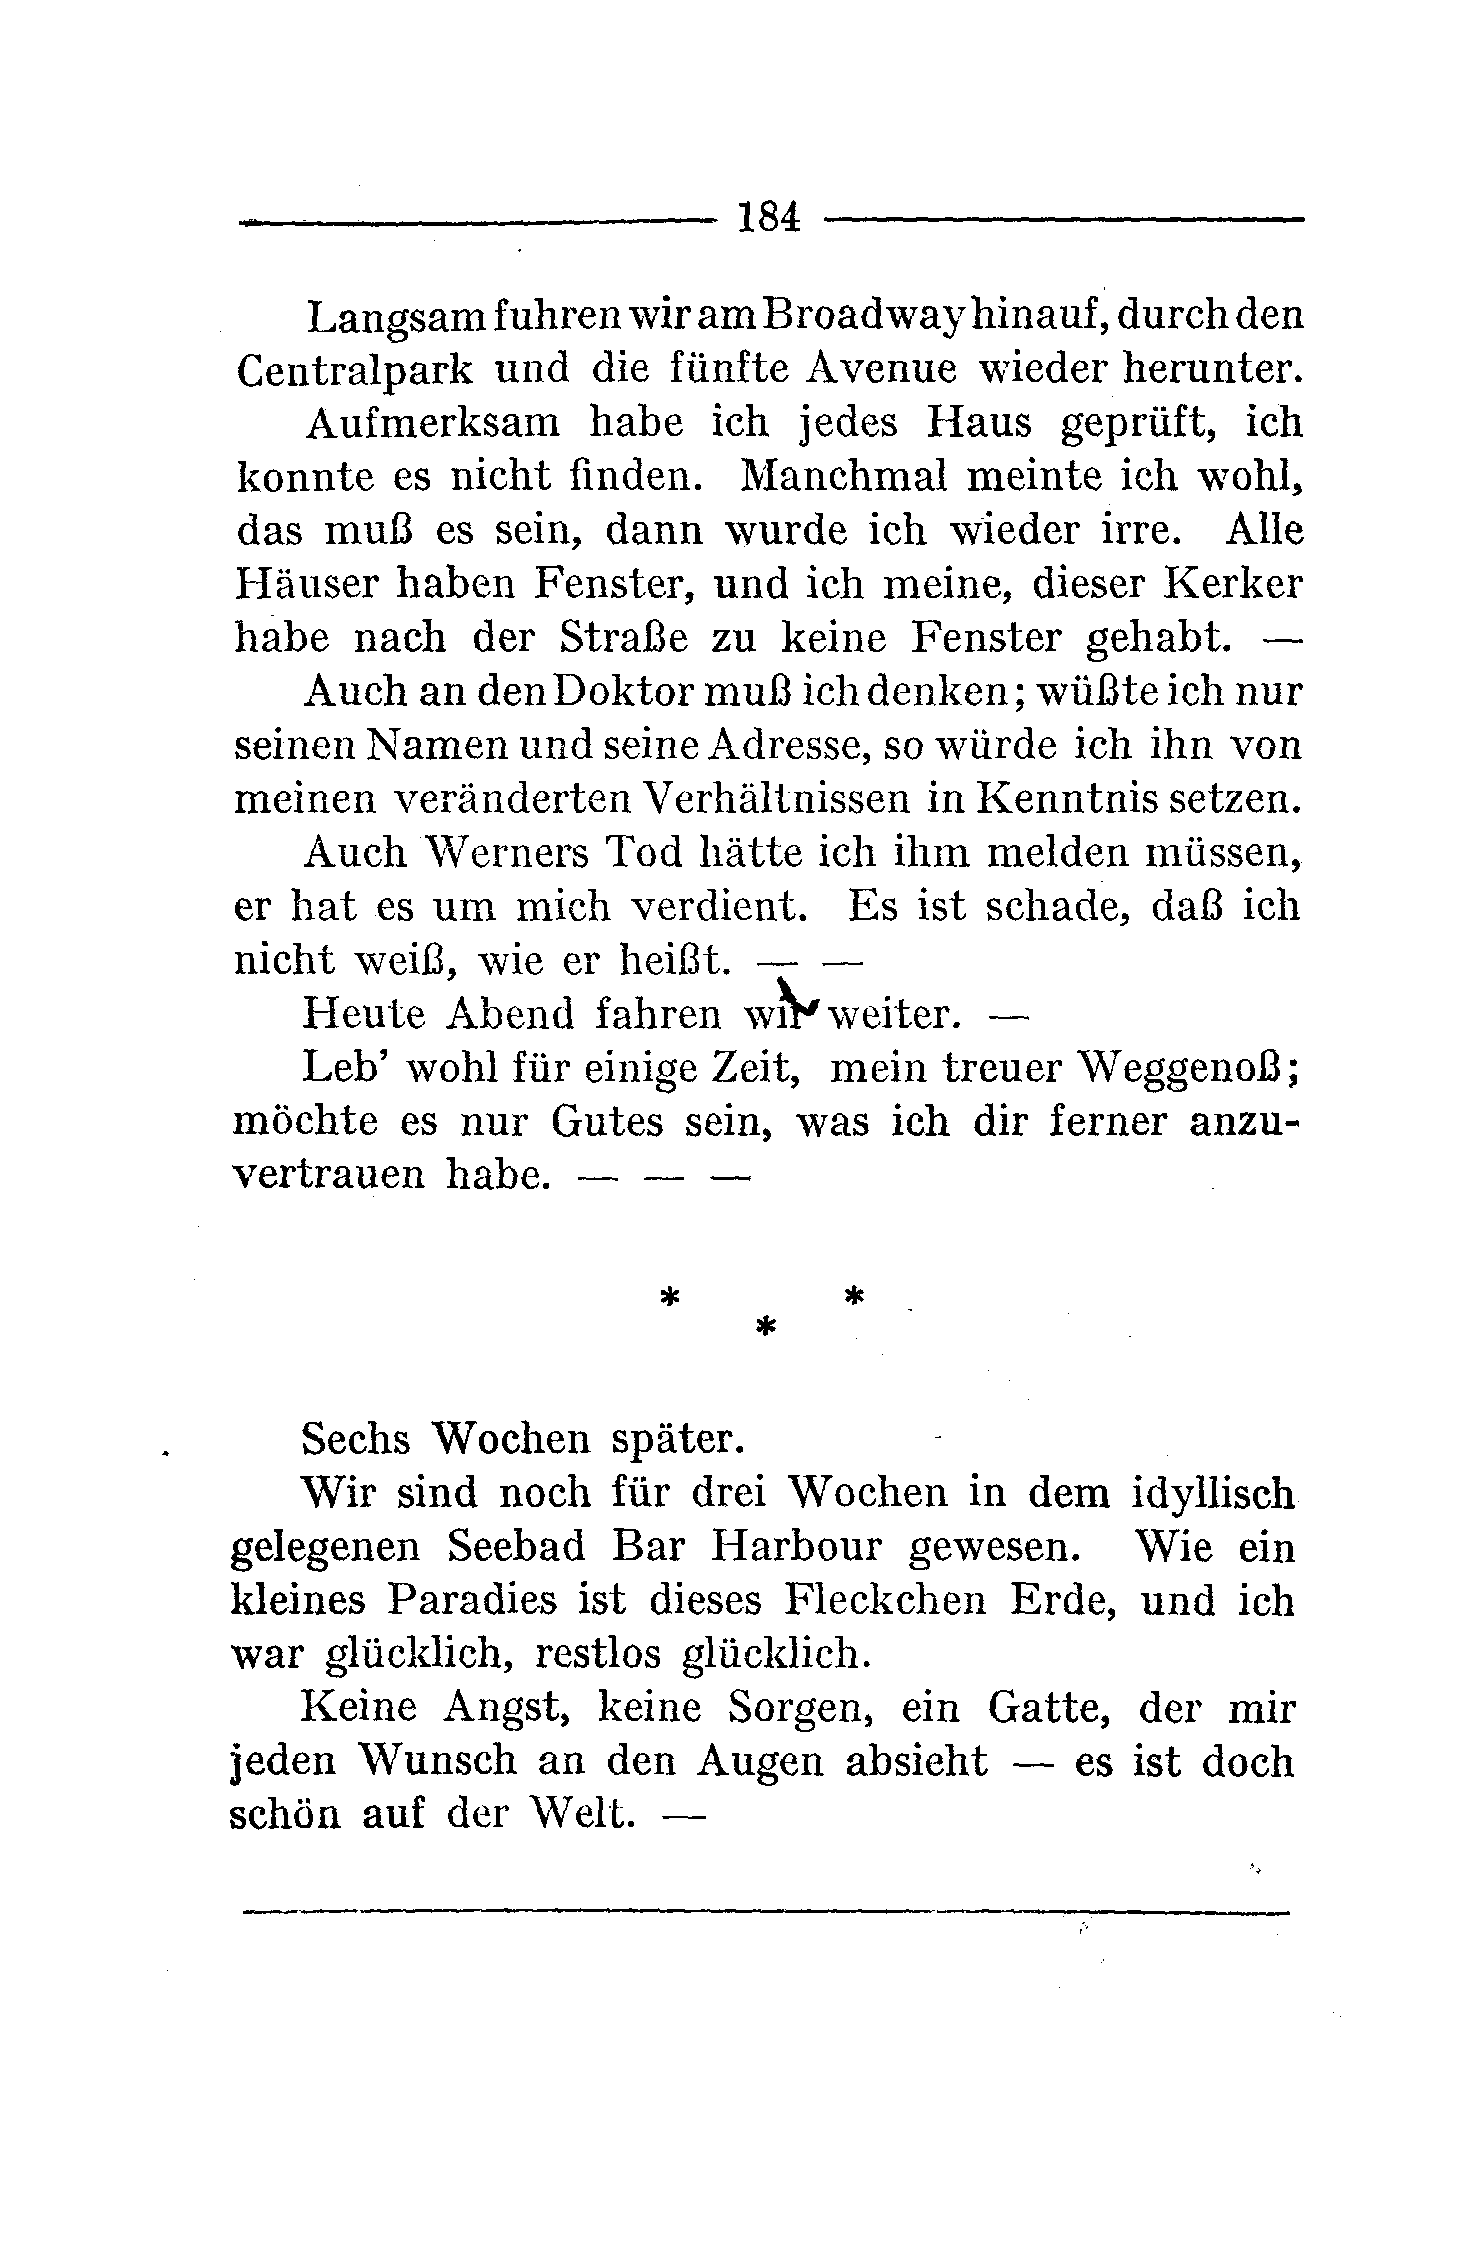 184
Langsam fuhren wir am Broadway hinauf, durch den
Centralpark und die fünfte Avenue wieder herunter.
Aufmerksam habe ich jedes Haus geprüft, ich
konnte es nicht finden. Manchmal meinte ich wohl,
das muß es sein, dann wurde ich wieder irre. Alle
Häuser haben Fenster, und ich meine, dieser Kerker
habe nach der Straße zu keine Fenster gehabt. —
Auch an den Doktor muß ich denken; wüßte ich nur
seinen Namen und seine Adresse, so würde ich ihn von
meinen veränderten Verhältnissen in Kenntnis setzen.
Auch Werners Tod hätte ich ihm melden müssen,
er hat es um mich verdient. Es ist schade, daß ich
nicht weiß, wie er heißt. — —
Heute Abend fahren wir weiter. —
Leb’ wohl für einige Zeit, mein treuer Weggenoß;
möchte es nur Gutes sein, was ich dir ferner anzu-
vertrauen habe. — — —
* *
*
Sechs Wochen später.
Wir sind noch für drei Wochen in dem idyllisch
gelegenen Seebad Bar Harbour gewesen. Wie ein
kleines Paradies ist dieses Fleckchen Erde, und ich
war glücklich, restlos glücklich.
Keine Angst, keine Sorgen, ein Gatte, der mir
jeden Wunsch an den Augen absieht — es ist doch
schön auf der Welt. —